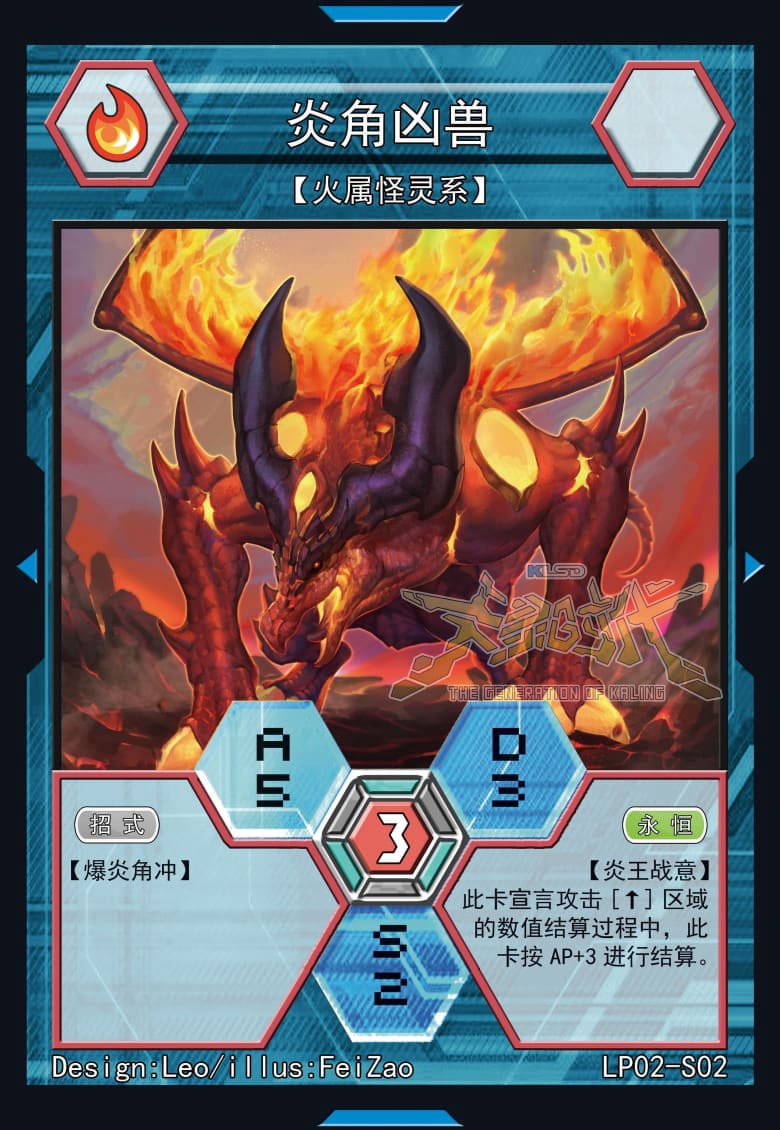 炎角凶兽
【火属怪灵系】
KLSD
THE GENERATION OF KALING
A
5
D
3
3
招式
【爆炎角冲】
永恒
【炎王战意】
此卡宣言攻击［↑］区域
的数值结算过程中，此
卡按 AP+3 进行结算。
S
2
Design:Leo/illus:FeiZao
LP02-S02